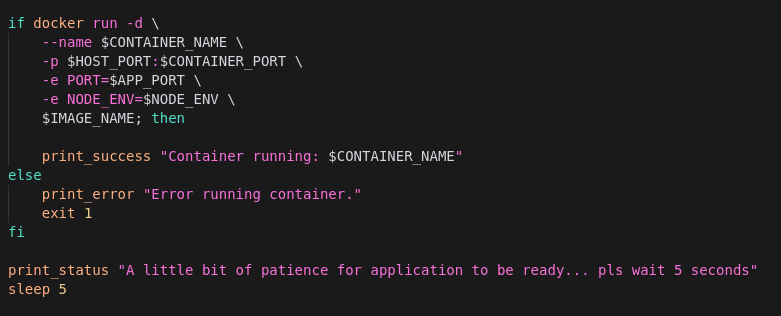 if docker run -d \
    --name $CONTAINER_NAME \
    -p $HOST_PORT:$CONTAINER_PORT \
    -e PORT=$APP_PORT \
    -e NODE_ENV=$NODE_ENV \
    $IMAGE_NAME; then
    print_success "Container running: $CONTAINER_NAME"
else
    print_error "Error running container."
    exit 1
fi
print_status "A little bit of patience for application to be ready... pls wait 5 seconds"
sleep 5